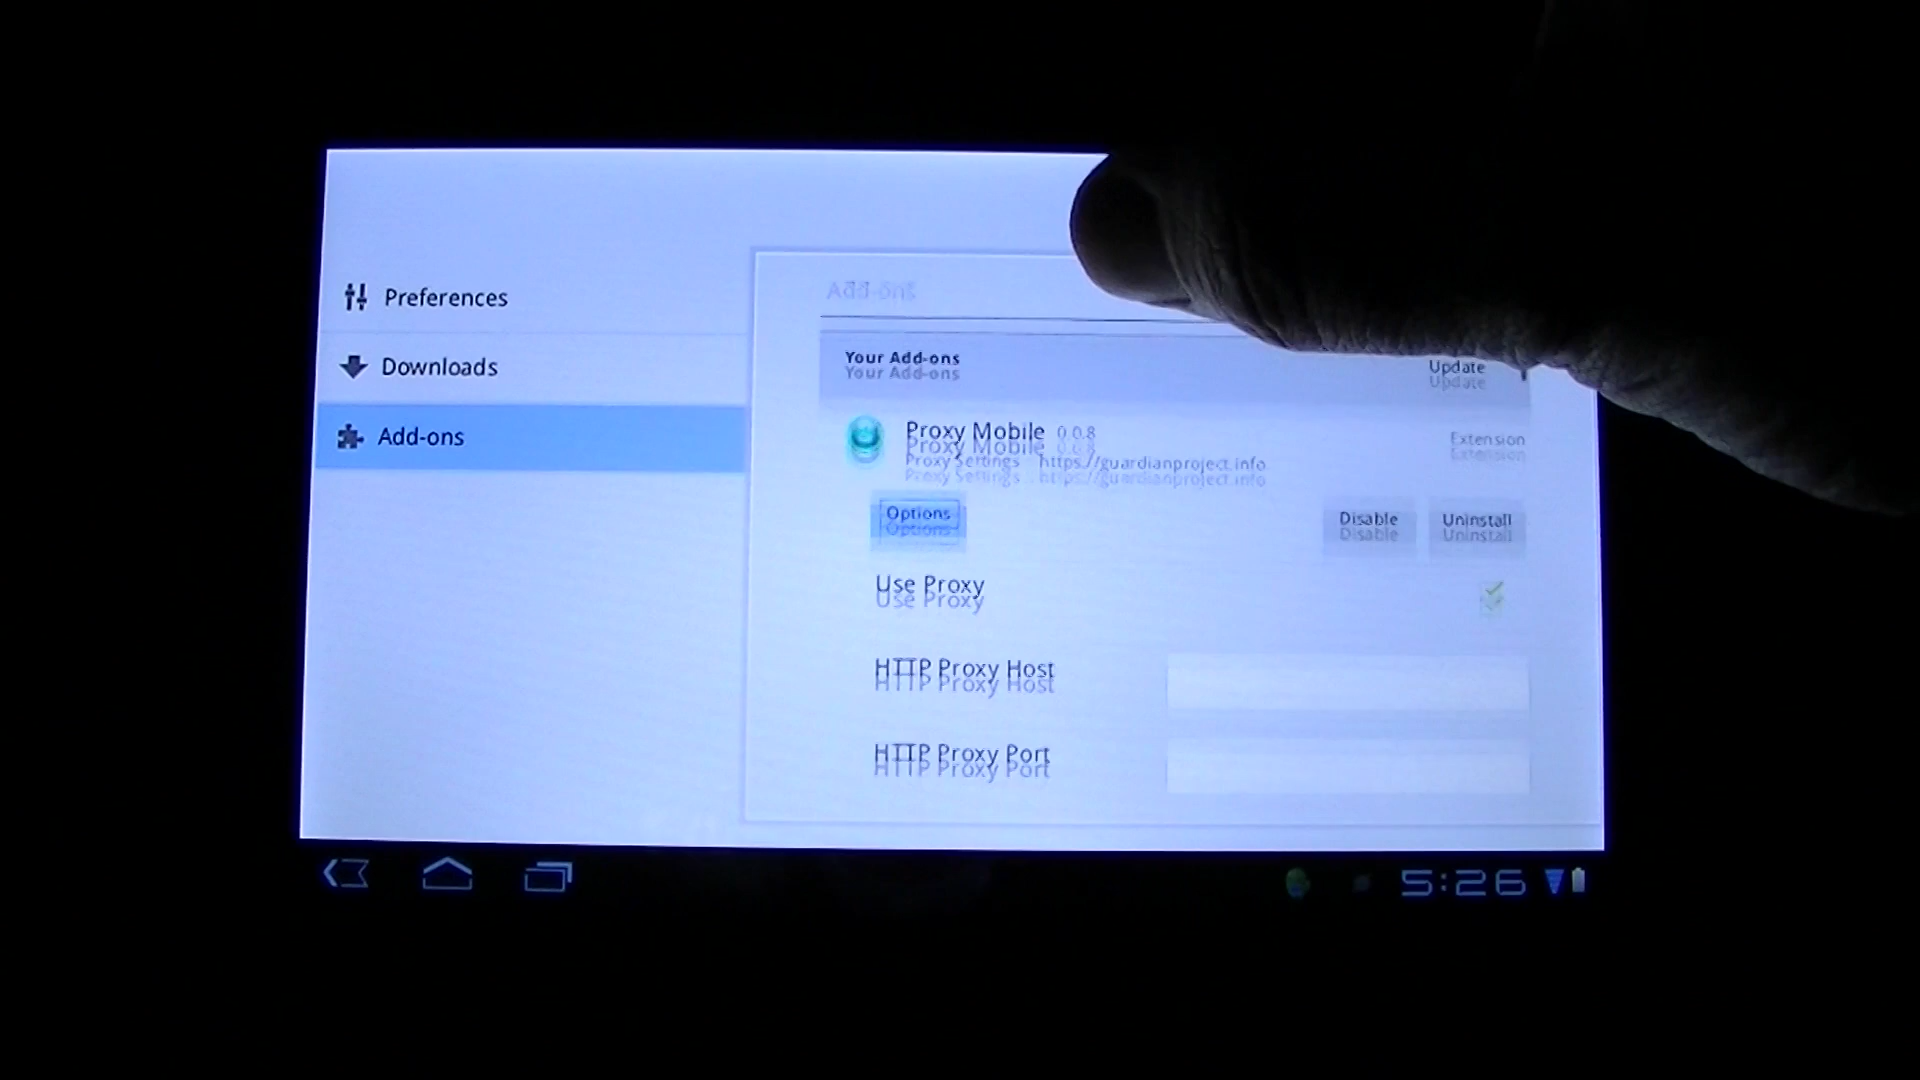 Preferences
Downloads
Add-ons
Add-ons
Your Add-ons Update
Proxy Mobile 0.0.8 Extension
Proxy Settings https://guardianproject.info
Options Disable Uninstall
Use Proxy
HTTP Proxy Host
HTTP Proxy Port
5:26